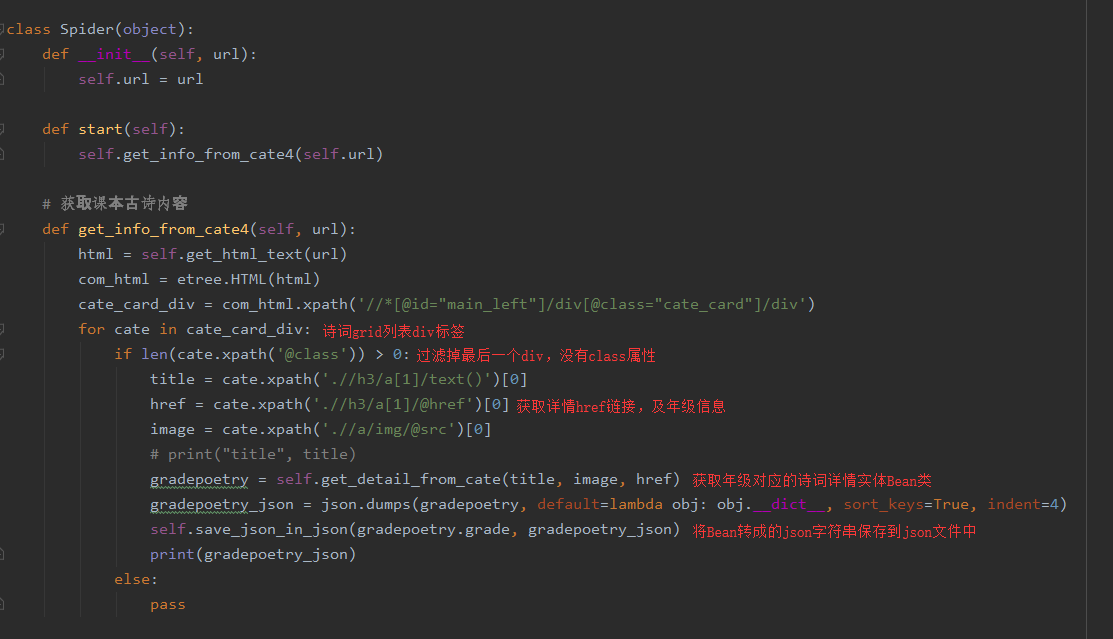 class Spider(object):
    def __init__(self, url):
        self.url = url
    def start(self):
        self.get_info_from_cate4(self.url)
    # 获取课本古诗内容
    def get_info_from_cate4(self, url):
        html = self.get_html_text(url)
        com_html = etree.HTML(html)
        cate_card_div = com_html.xpath('//*[@id="main_left"]/div[@class="cate_card"]/div')
        for cate in cate_card_div: 诗词grid列表div标签
            if len(cate.xpath('@class')) > 0: 过滤掉最后一个div，没有class属性
                title = cate.xpath('.//h3/a[1]/text()')[0]
                href = cate.xpath('.//h3/a[1]/@href')[0] 获取详情href链接，及年级信息
                image = cate.xpath('.//a/img/@src')[0]
                # print("title", title)
                gradepoetry = self.get_detail_from_cate(title, image, href) 获取年级对应的诗词详情实体Bean类
                gradepoetry_json = json.dumps(gradepoetry, default=lambda obj: obj.__dict__, sort_keys=True, indent=4)
                self.save_json_in_json(gradepoetry.grade, gradepoetry_json) 将Bean转成的json字符串保存到json文件中
                print(gradepoetry_json)
            else:
                pass